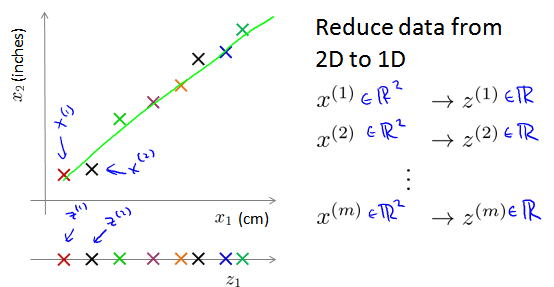 Reduce data from
2D to 1D
x₂ (inches)
x⁽¹⁾
x⁽²⁾
x⁽¹⁾ ∈ ℝ² → z⁽¹⁾ ∈ ℝ
x⁽²⁾ ∈ ℝ² → z⁽²⁾ ∈ ℝ
⋮
x⁽ᵐ⁾ ∈ ℝ² → z⁽ᵐ⁾ ∈ ℝ
x₁ (cm)
z⁽¹⁾ z⁽²⁾
z₁